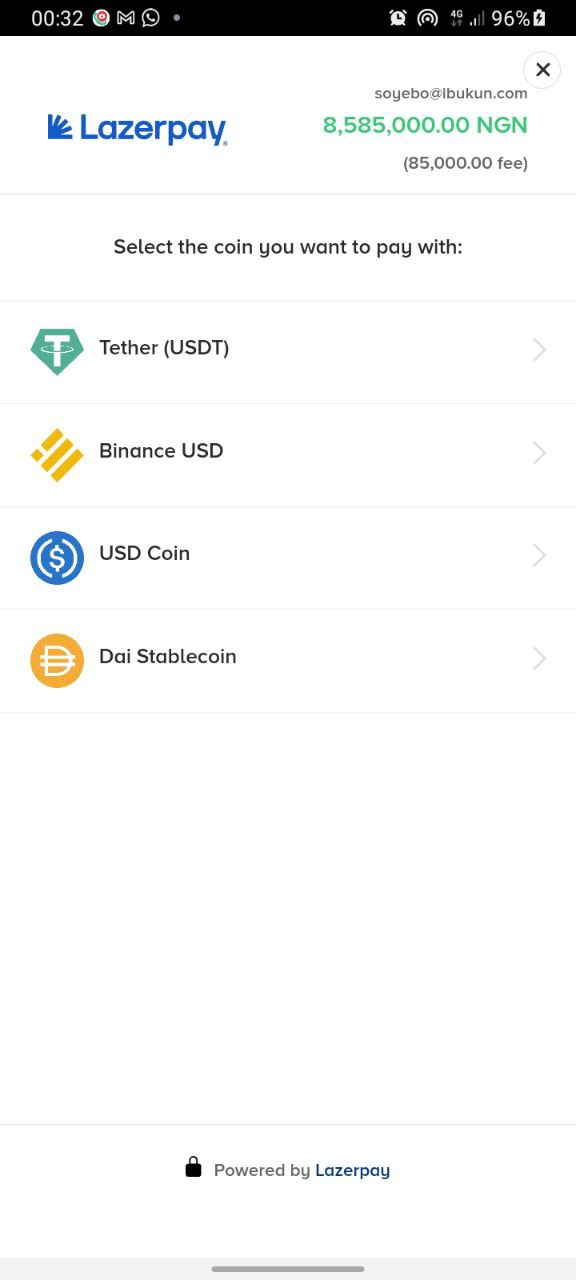 00:32
4G
96%
soyebo@ibukun.com
Lazerpay
8,585,000.00 NGN
(85,000.00 fee)
Select the coin you want to pay with:
Tether (USDT)
Binance USD
USD Coin
Dai Stablecoin
Powered by Lazerpay